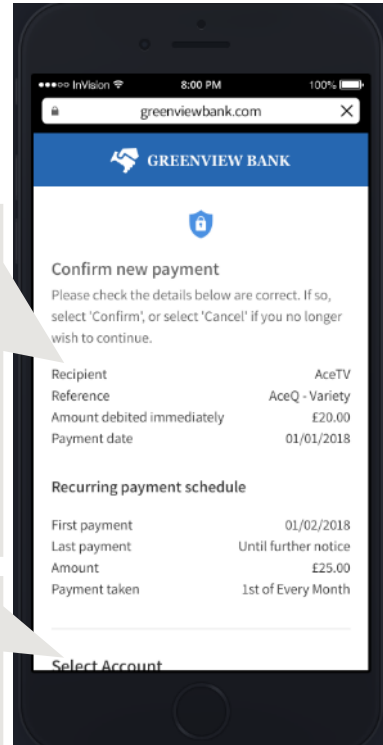 ●●●○○ InVision 8:00 PM 100%
greenviewbank.com X
GREENVIEW BANK
Confirm new payment
Please check the details below are correct. If so,
select 'Confirm', or select 'Cancel' if you no longer
wish to continue.
Recipient AceTV
Reference AceQ - Variety
Amount debited immediately £20.00
Payment date 01/01/2018
Recurring payment schedule
First payment 01/02/2018
Last payment Until further notice
Amount £25.00
Payment taken 1st of Every Month
Select Account